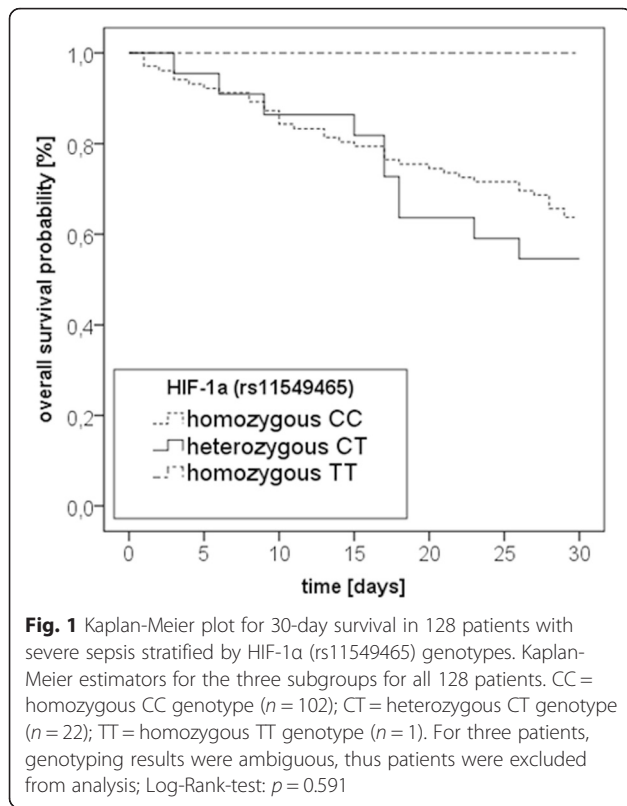 1,0
0,8
0,6
0,4
0,2
0,0
overall survival probability [%]
HIF-1a (rs11549465)
homozygous CC
heterozygous CT
homozygous TT
0 5 10 15 20 25 30
time [days]
Fig. 1 Kaplan-Meier plot for 30-day survival in 128 patients with
severe sepsis stratified by HIF-1α (rs11549465) genotypes. Kaplan-
Meier estimators for the three subgroups for all 128 patients. CC =
homozygous CC genotype (n = 102); CT = heterozygous CT genotype
(n = 22); TT = homozygous TT genotype (n = 1). For three patients,
genotyping results were ambiguous, thus patients were excluded
from analysis; Log-Rank-test: p = 0.591